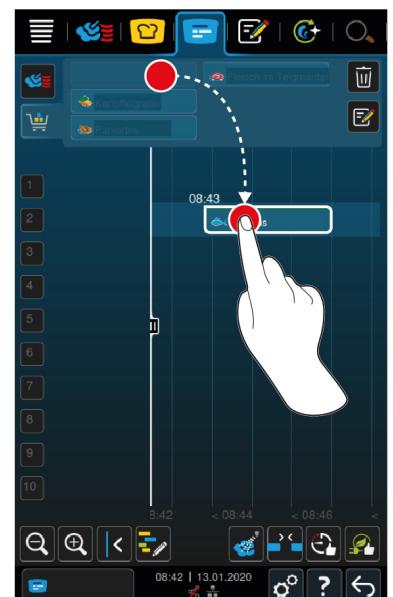 Fleisch im Teigmantel
Kartoffelgratin
Paniertes
08:43
s
1
2
3
4
5
6
7
8
9
10
8:42 < 08:44 < 08:46 <
08:42 | 13.01.2020
?